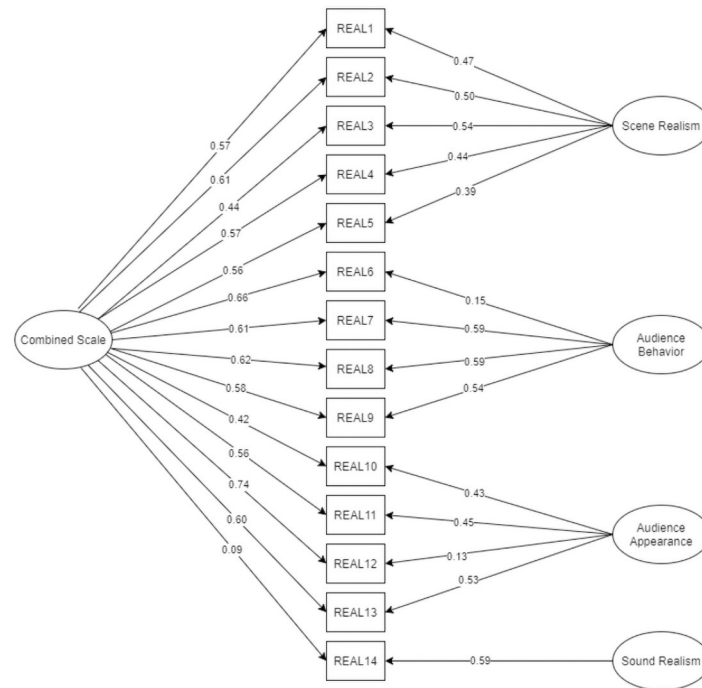 REAL1
0.47
REAL2
0.50
REAL3
0.54
Scene Realism
0.57
REAL4
0.44
0.61
0.44
REAL5
0.39
0.57
0.56
REAL6
0.66
0.15
Combined Scale
0.61
REAL7
0.59
Audience
Behavior
0.62
REAL8
0.59
0.58
REAL9
0.54
0.42
REAL10
0.56
0.43
0.74
REAL11
0.45
Audience
Appearance
0.60
REAL12
0.13
0.09
REAL13
0.53
REAL14
0.59
Sound Realism